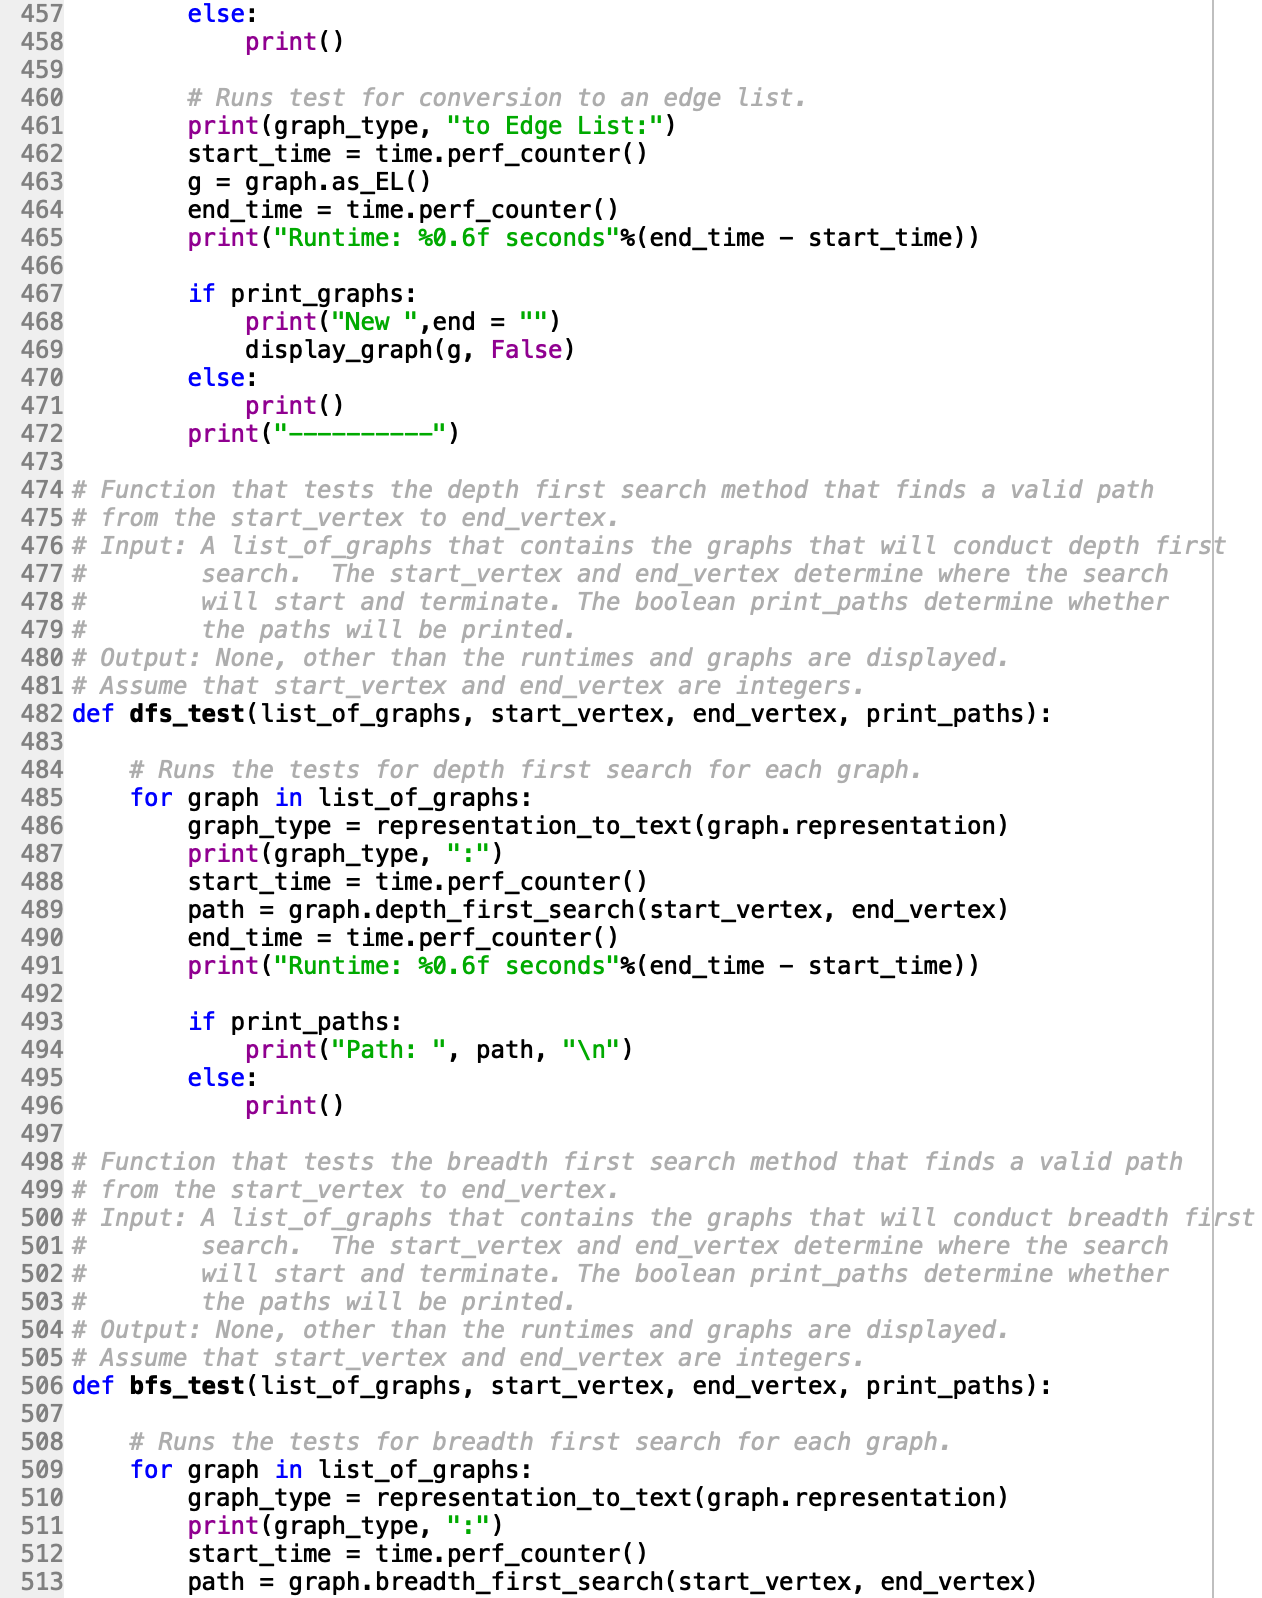 457         else:
458             print()
459
460         # Runs test for conversion to an edge list.
461         print(graph_type, "to Edge List:")
462         start_time = time.perf_counter()
463         g = graph.as_EL()
464         end_time = time.perf_counter()
465         print("Runtime: %0.6f seconds"%(end_time - start_time))
466
467         if print_graphs:
468             print("New ",end = "")
469             display_graph(g, False)
470         else:
471             print()
472         print("----------")
473
474 # Function that tests the depth first search method that finds a valid path
475 # from the start_vertex to end_vertex.
476 # Input: A list_of_graphs that contains the graphs that will conduct depth first
477 #        search.  The start_vertex and end_vertex determine where the search
478 #        will start and terminate. The boolean print_paths determine whether
479 #        the paths will be printed.
480 # Output: None, other than the runtimes and graphs are displayed.
481 # Assume that start_vertex and end_vertex are integers.
482 def dfs_test(list_of_graphs, start_vertex, end_vertex, print_paths):
483
484     # Runs the tests for depth first search for each graph.
485     for graph in list_of_graphs:
486         graph_type = representation_to_text(graph.representation)
487         print(graph_type, ":")
488         start_time = time.perf_counter()
489         path = graph.depth_first_search(start_vertex, end_vertex)
490         end_time = time.perf_counter()
491         print("Runtime: %0.6f seconds"%(end_time - start_time))
492
493         if print_paths:
494             print("Path: ", path, "\n")
495         else:
496             print()
497
498 # Function that tests the breadth first search method that finds a valid path
499 # from the start_vertex to end_vertex.
500 # Input: A list_of_graphs that contains the graphs that will conduct breadth first
501 #        search.  The start_vertex and end_vertex determine where the search
502 #        will start and terminate. The boolean print_paths determine whether
503 #        the paths will be printed.
504 # Output: None, other than the runtimes and graphs are displayed.
505 # Assume that start_vertex and end_vertex are integers.
506 def bfs_test(list_of_graphs, start_vertex, end_vertex, print_paths):
507
508     # Runs the tests for breadth first search for each graph.
509     for graph in list_of_graphs:
510         graph_type = representation_to_text(graph.representation)
511         print(graph_type, ":")
512         start_time = time.perf_counter()
513         path = graph.breadth_first_search(start_vertex, end_vertex)